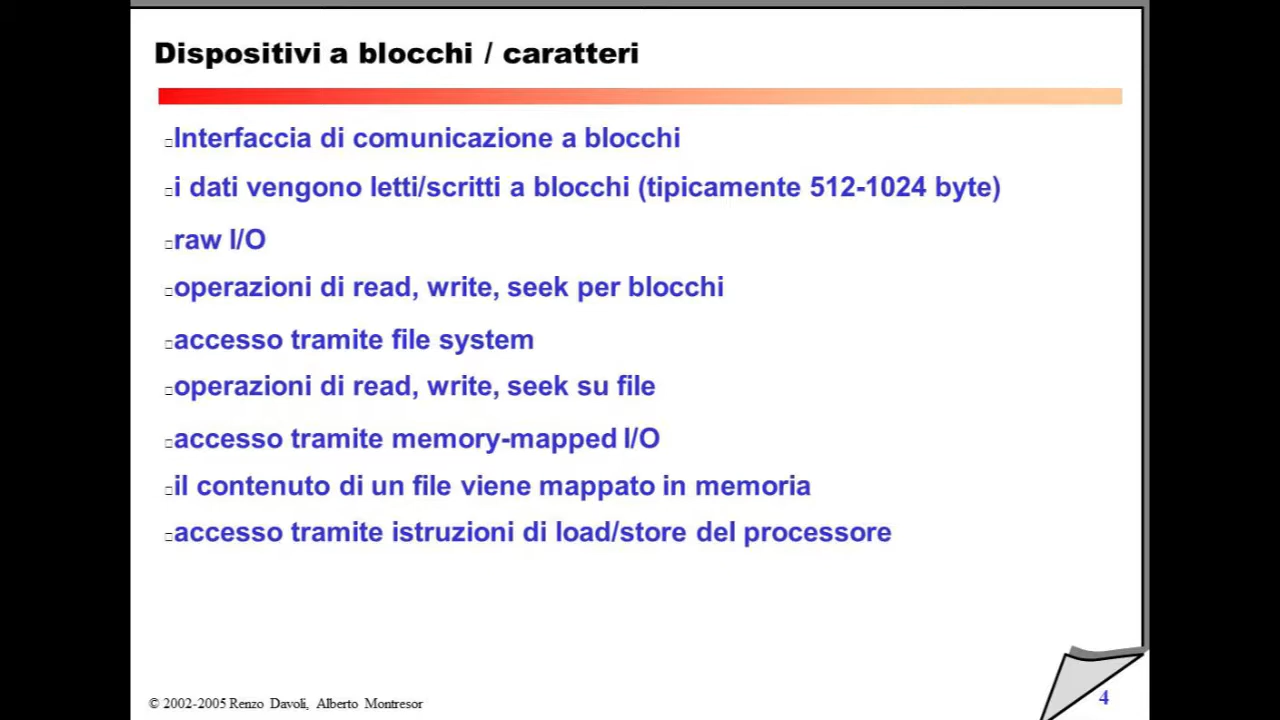 Dispositivi a blocchi / caratteri
Interfaccia di comunicazione a blocchi
i dati vengono letti/scritti a blocchi (tipicamente 512-1024 byte)
raw I/O
operazioni di read, write, seek per blocchi
accesso tramite file system
operazioni di read, write, seek su file
accesso tramite memory-mapped I/O
il contenuto di un file viene mappato in memoria
accesso tramite istruzioni di load/store del processore
© 2002-2005 Renzo Davoli, Alberto Montresor
4